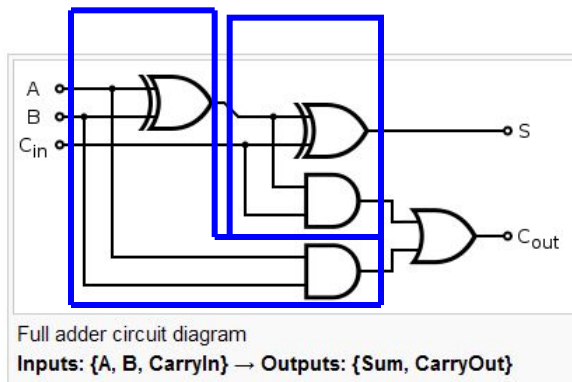 A
B
Cin
S
Cout
Full adder circuit diagram
Inputs: {A, B, CarryIn} → Outputs: {Sum, CarryOut}